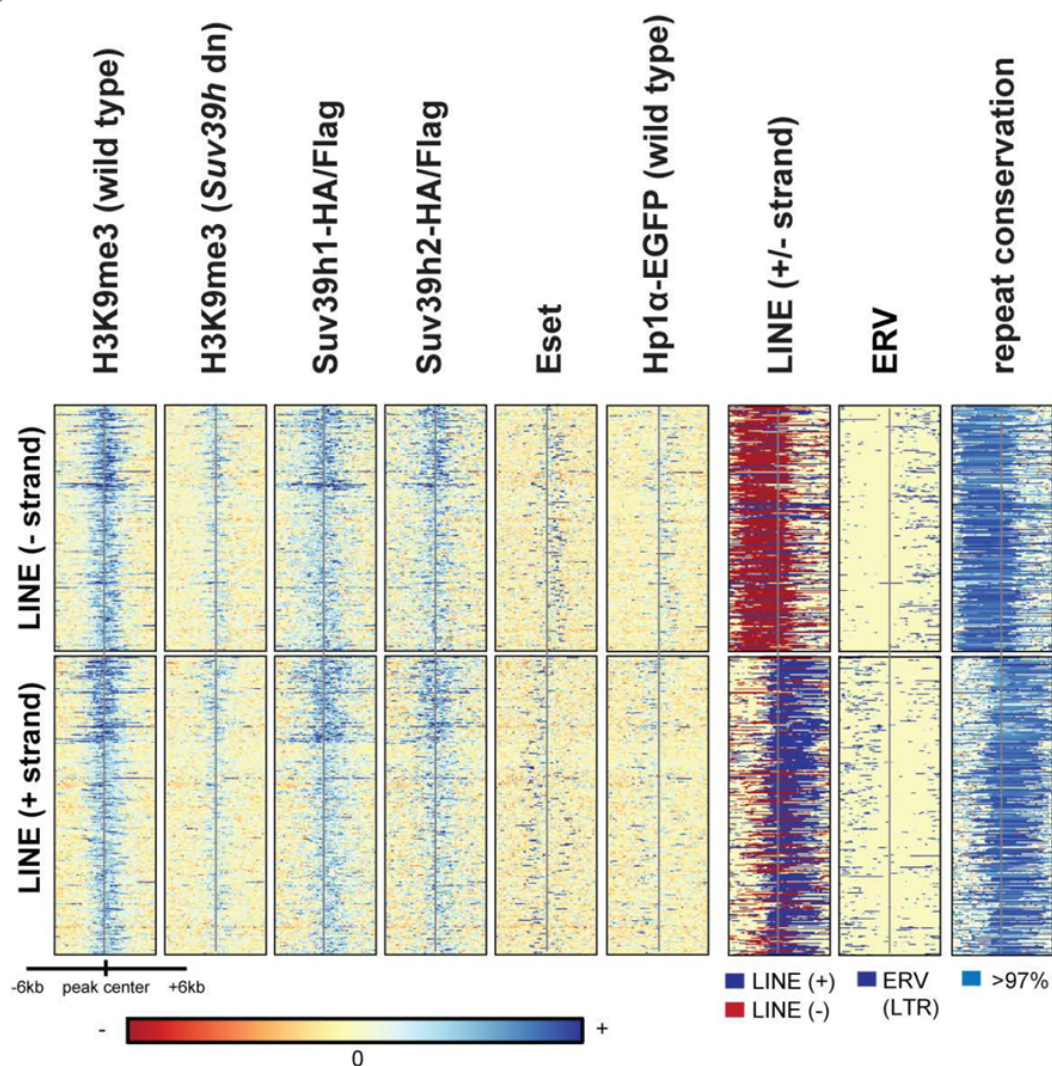 H3K9me3 (wild type)
H3K9me3 (Suv39h dn)
Suv39h1-HA/Flag
Suv39h2-HA/Flag
Eset
Hp1α-EGFP (wild type)
LINE (+/- strand)
ERV
repeat conservation
LINE (- strand)
LINE (+ strand)
-6kb peak center +6kb
LINE (+)
LINE (-)
ERV
(LTR)
>97%
- +
0